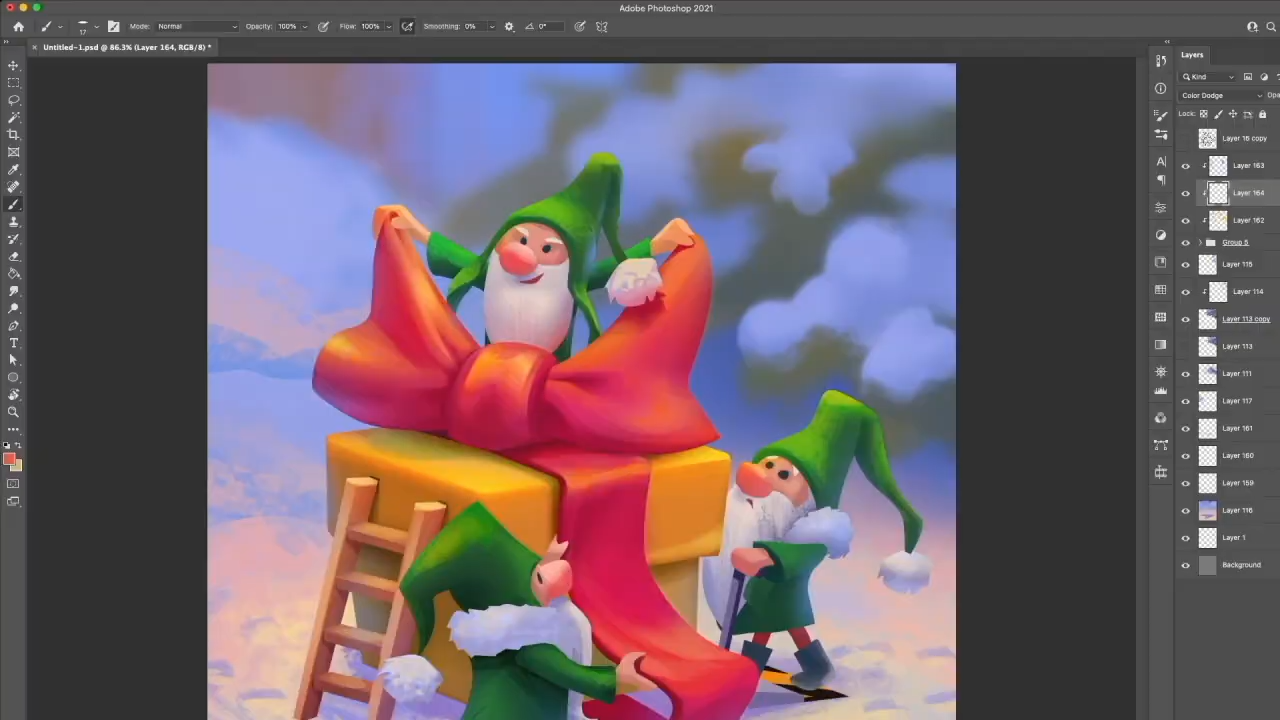 Adobe Photoshop 2021
17
Mode: Normal
Opacity: 100%
Flow: 100%
Smoothing: 0%
0°
× Untitled-1.psd @ 86.3% (Layer 164, RGB/8) *
Layers
Kind
Color Dodge
Opa
Lock:
Layer 15 copy
Layer 163
Layer 164
Layer 162
Group 5
Layer 115
Layer 114
Layer 113 copy
Layer 113
Layer 111
Layer 117
Layer 161
Layer 160
Layer 159
Layer 116
Layer 1
Background